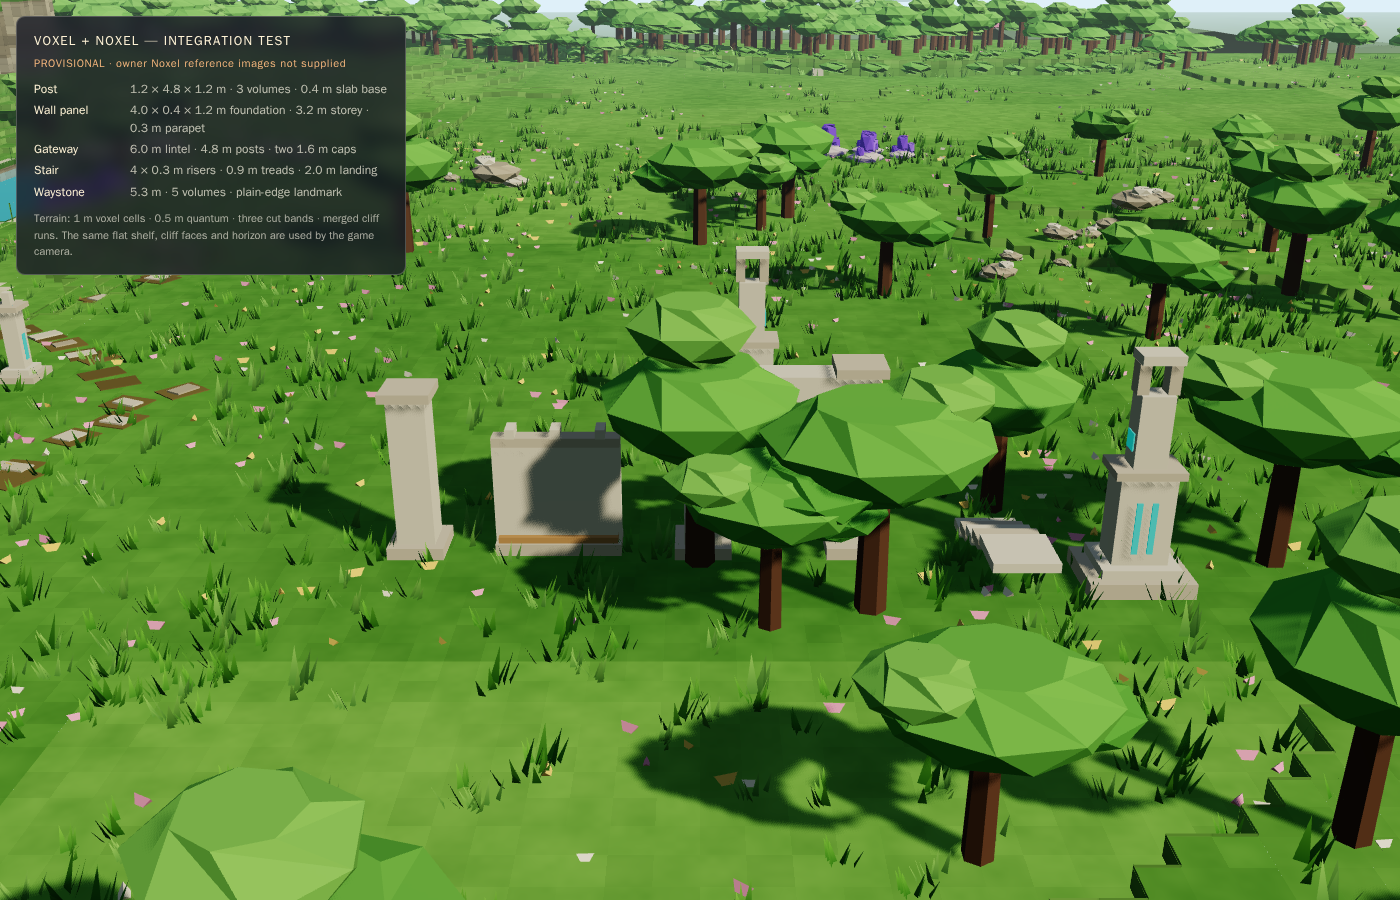 VOXEL + NOXEL — INTEGRATION TEST
PROVISIONAL · owner Noxel reference images not supplied
Post 1.2 × 4.8 × 1.2 m · 3 volumes · 0.4 m slab base
Wall panel 4.0 × 0.4 × 1.2 m foundation · 3.2 m storey ·
0.3 m parapet
Gateway 6.0 m lintel · 4.8 m posts · two 1.6 m caps
Stair 4 × 0.3 m risers · 0.9 m treads · 2.0 m landing
Waystone 5.3 m · 5 volumes · plain-edge landmark
Terrain: 1 m voxel cells · 0.5 m quantum · three cut bands · merged cliff
runs. The same flat shelf, cliff faces and horizon are used by the game
camera.